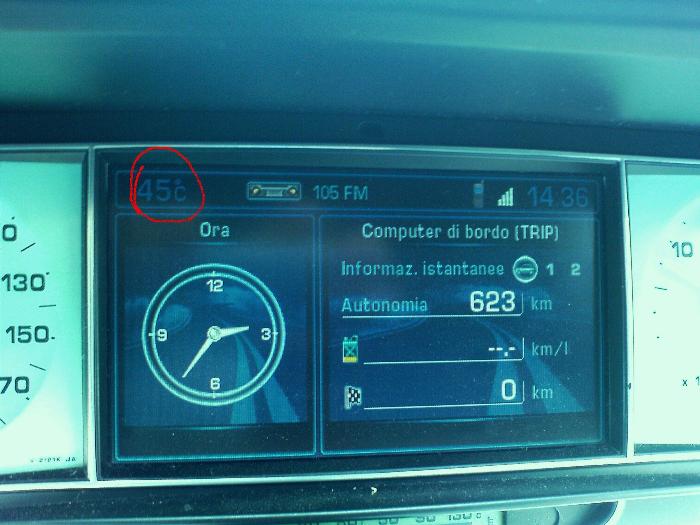 45°C
105 FM
14.36
Ora
12
3
6
9
Computer di bordo (TRIP)
Informaz. istantanee 1 2
Autonomia 623 km
--.- km/l
0 km
130
150
70
10
x 1